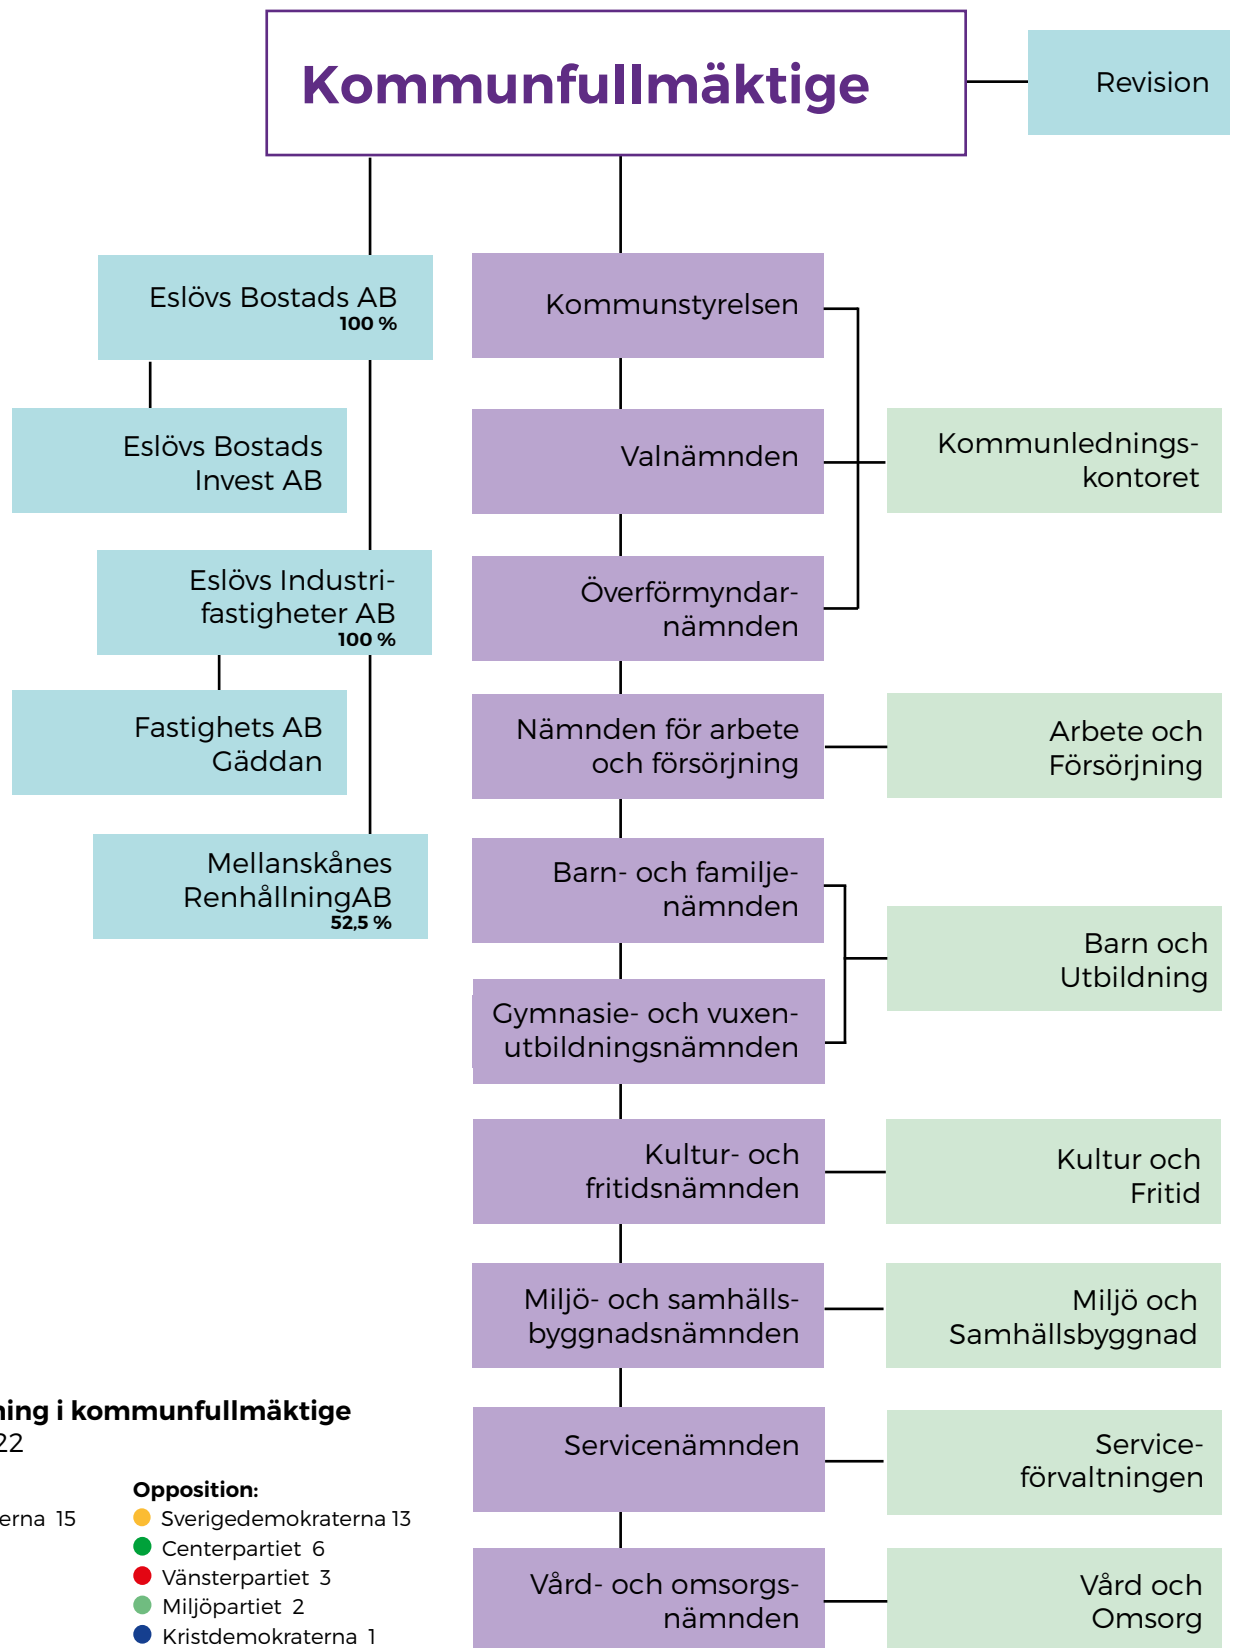 Kommunfullmäktige
Revision
Eslövs Bostads AB
100 %
Eslövs Bostads
Invest AB
Eslövs Industri-
fastigheter AB
100 %
Fastighets AB
Gäddan
Mellanskånes
RenhållningAB
52,5 %
Kommunstyrelsen
Valnämnden
Överförmyndar-
nämnden
Kommunlednings-
kontoret
Nämnden för arbete
och försörjning
Arbete och
Försörjning
Barn- och familje-
nämnden
Gymnasie- och vuxen-
utbildningsnämnden
Barn och
Utbildning
Kultur- och
fritidsnämnden
Kultur och
Fritid
Miljö- och samhälls-
byggnadsnämnden
Miljö och
Samhällsbyggnad
Servicenämnden
Service-
förvaltningen
Vård- och omsorgs-
nämnden
Vård och
Omsorg
ning i kommunfullmäktige
22
erna 15
Opposition:
Sverigedemokraterna 13
Centerpartiet 6
Vänsterpartiet 3
Miljöpartiet 2
Kristdemokraterna 1